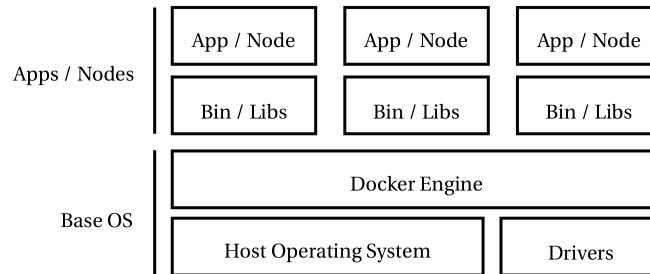 App / Node
App / Node
App / Node
Apps / Nodes
Bin / Libs
Bin / Libs
Bin / Libs
Docker Engine
Base OS
Host Operating System
Drivers